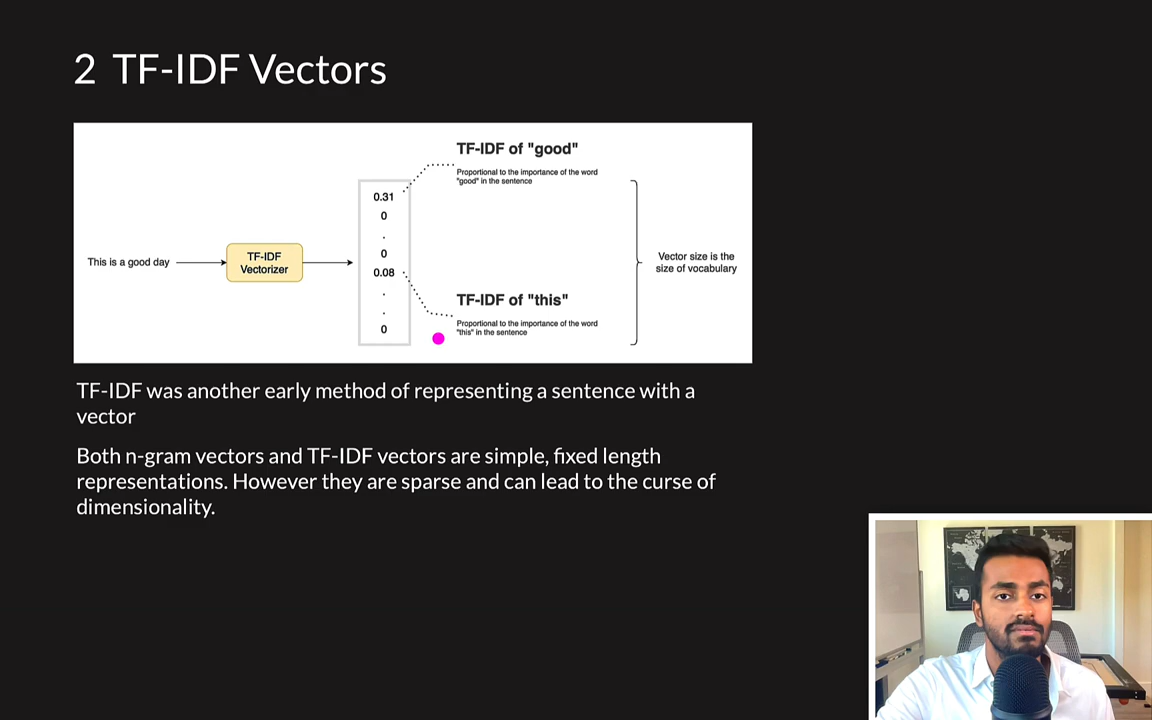 2 TF-IDF Vectors
TF-IDF of "good"
Proportional to the importance of the word
"good" in the sentence
This is a good day
TF-IDF
Vectorizer
0.31
0
.
0
0.08
.
.
0
TF-IDF of "this"
Proportional to the importance of the word
"this" in the sentence
Vector size is the
size of vocabulary
TF-IDF was another early method of representing a sentence with a
vector
Both n-gram vectors and TF-IDF vectors are simple, fixed length
representations. However they are sparse and can lead to the curse of
dimensionality.